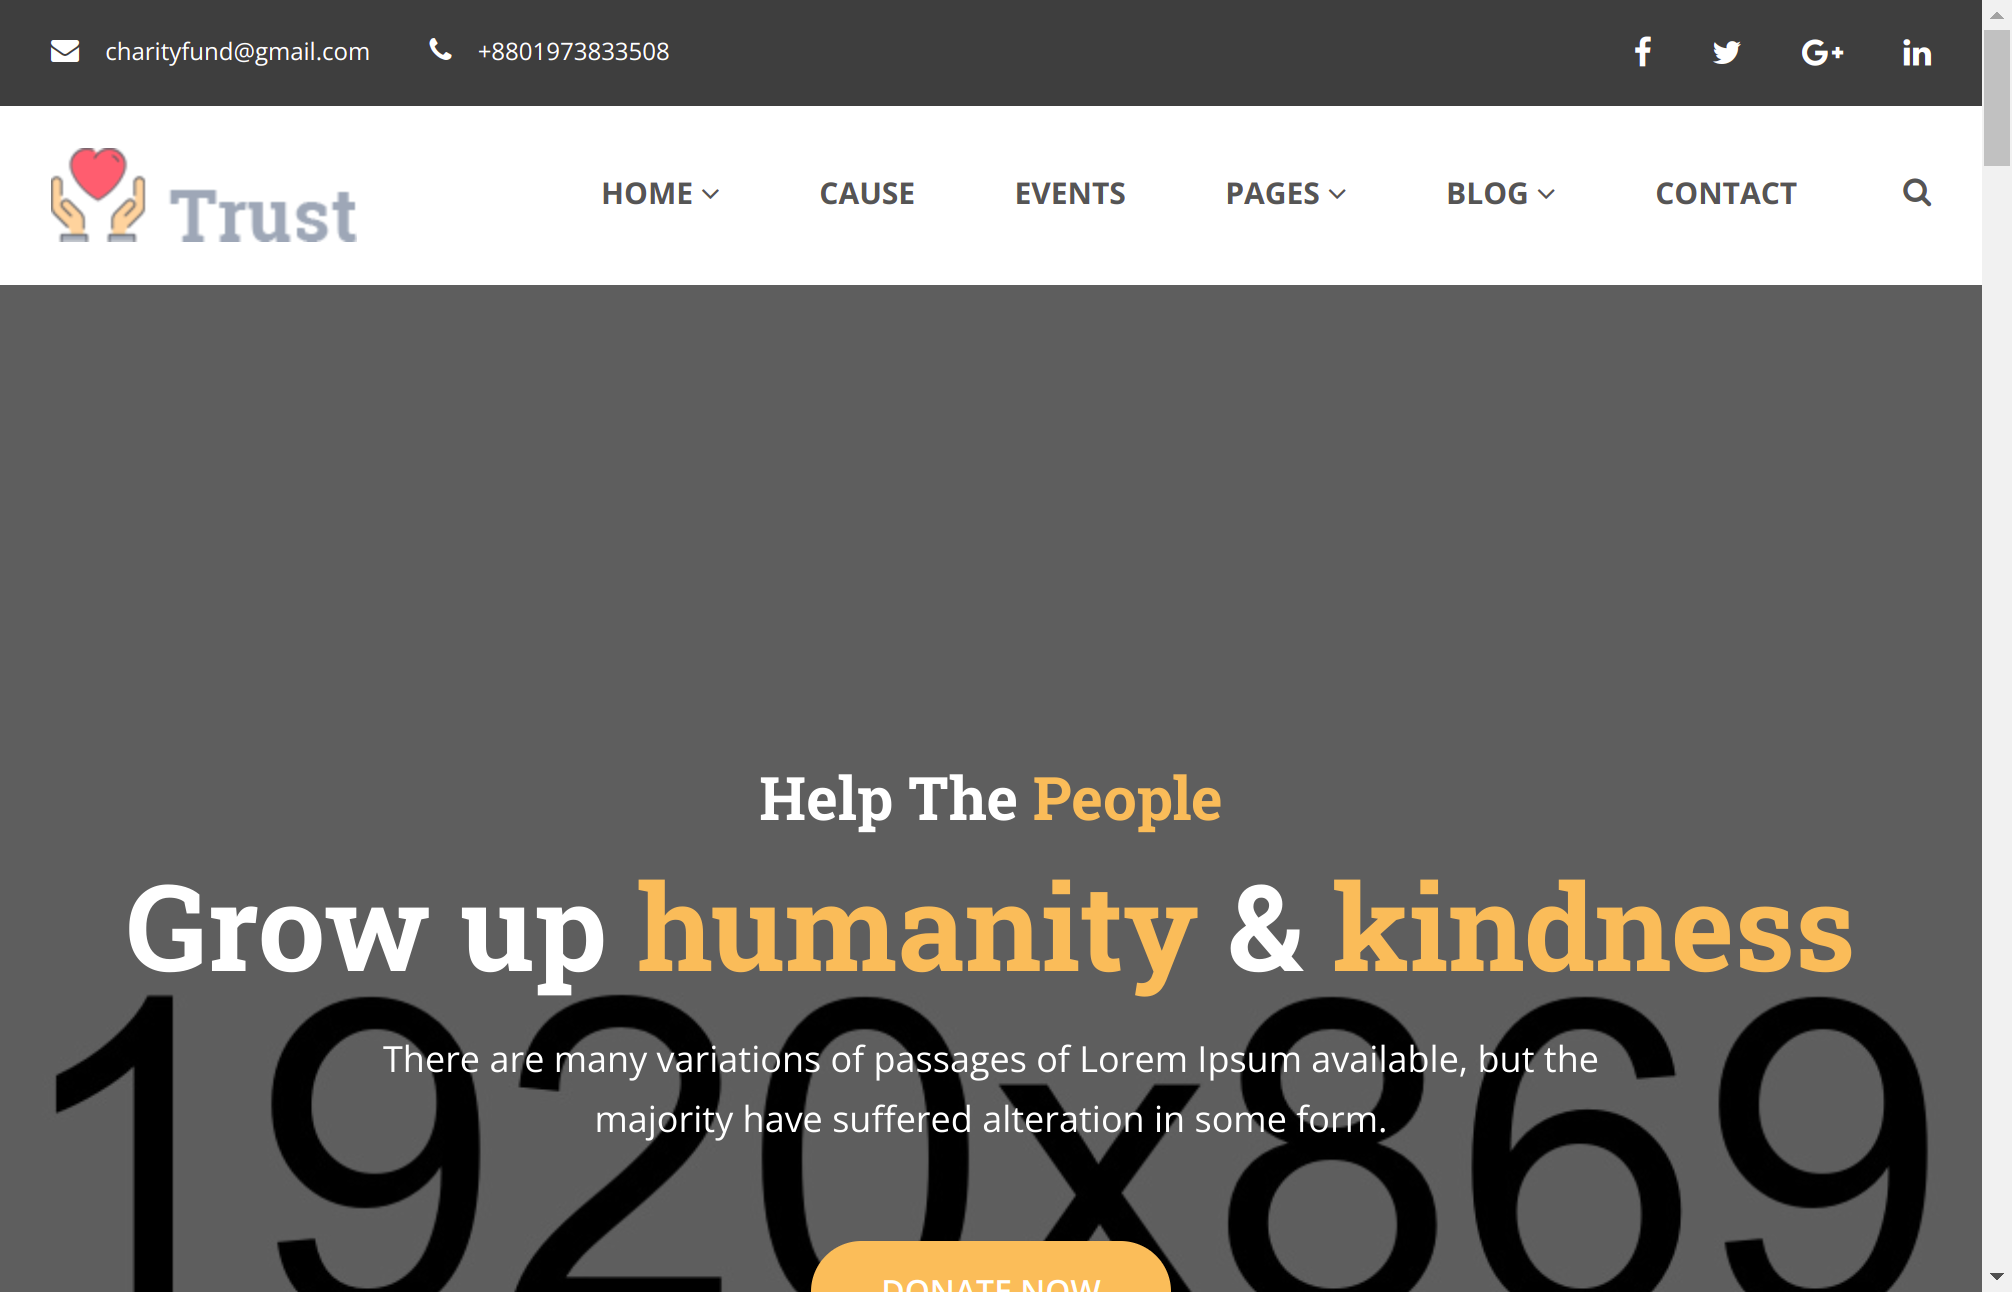 charityfund@gmail.com +8801973833508
Trust
HOME CAUSE EVENTS PAGES BLOG CONTACT
Help The People
Grow up humanity & kindness
1920x869
There are many variations of passages of Lorem Ipsum available, but the
majority have suffered alteration in some form.
DONATE NOW